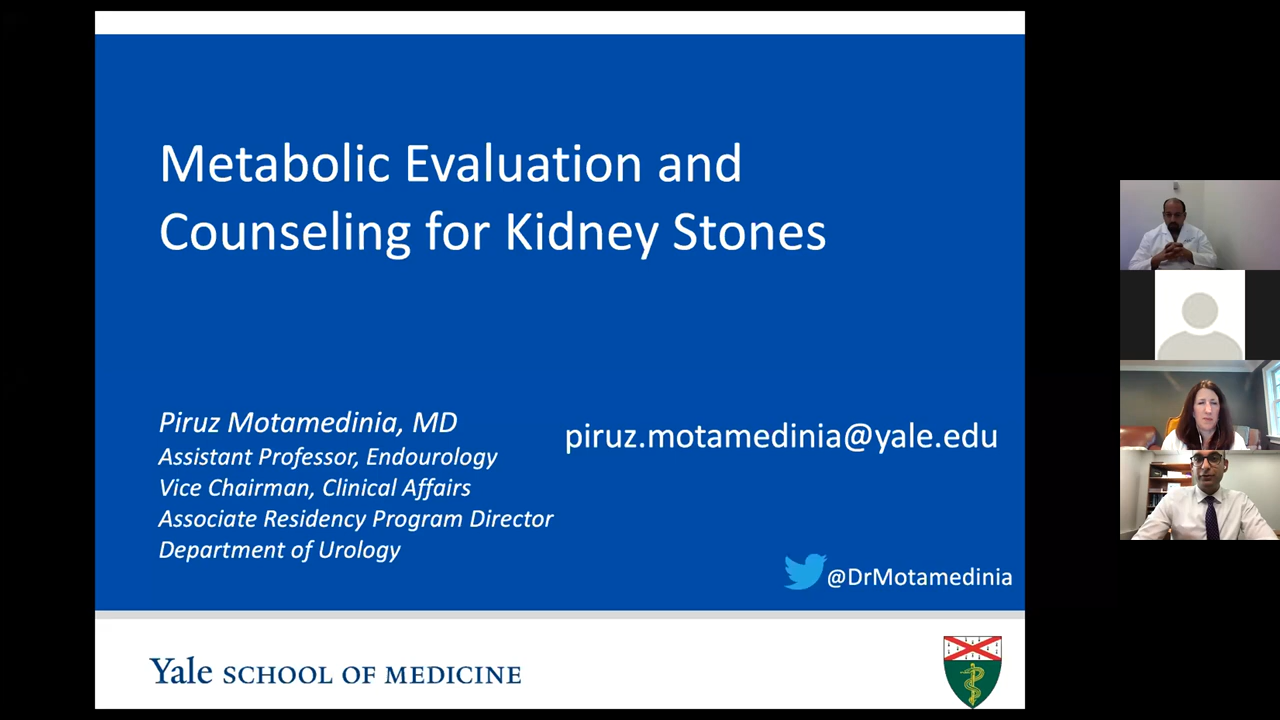 Metabolic Evaluation and
Counseling for Kidney Stones
Piruz Motamedinia, MD
Assistant Professor, Endourology
Vice Chairman, Clinical Affairs
Associate Residency Program Director
Department of Urology
piruz.motamedinia@yale.edu
@DrMotamedinia
Yale SCHOOL OF MEDICINE